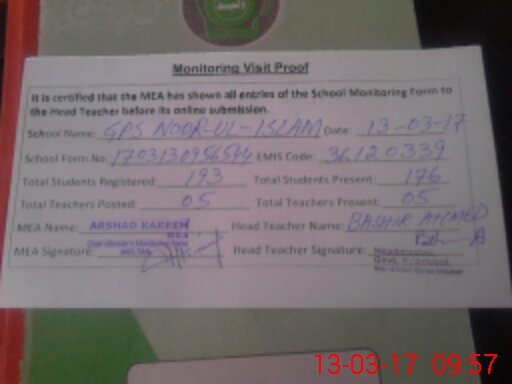 Monitoring Visit Proof
It is certified that the MEA has shown all entries of the School Monitoring Form to
the Head Teacher before its online submission.
School Name: GPS NOOR-UL-ISLAM Date: 13-03-17
School Form No: 1703130956544 EMIS Code: 36120339
Total Students Registered: 193 Total Students Present: 176
Total Teachers Posted: 05 Total Teachers Present: 05
MEA Name: ARSHAD KAREEM Head Teacher Name: BASHIR AHMED
MEA
MEA Signature: Head Teacher Signature:
Headmaster
13-03-17 09:57